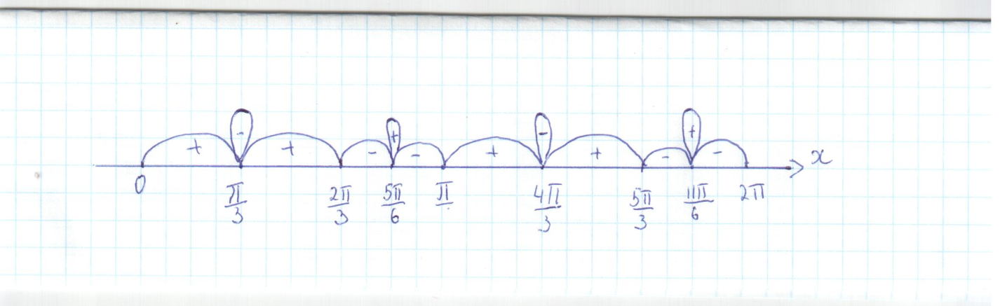 - + + - -
+ + - + + - -
x
0 π/3 2π/3 5π/6 π 4π/3 5π/3 11π/6 2π